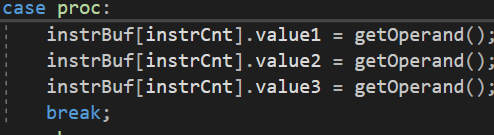 case proc:
instrBuf[instrCnt].value1 = getOperand();
instrBuf[instrCnt].value2 = getOperand();
instrBuf[instrCnt].value3 = getOperand();
break;